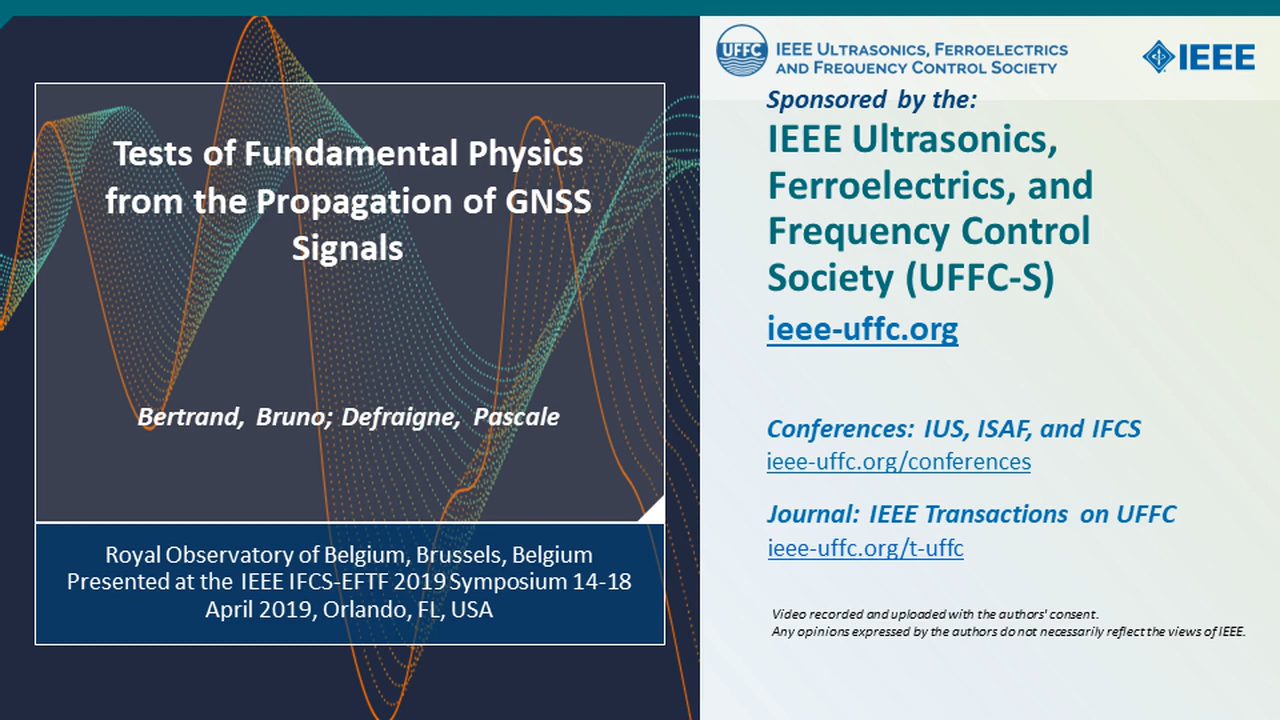 Tests of Fundamental Physics
from the Propagation of GNSS
Signals
Bertrand, Bruno; Defraigne, Pascale
Royal Observatory of Belgium, Brussels, Belgium
Presented at the IEEE IFCS-EFTF 2019 Symposium 14-18
April 2019, Orlando, FL, USA
UFFC
IEEE Ultrasonics, Ferroelectrics
and Frequency Control Society
IEEE
Sponsored by the:
IEEE Ultrasonics,
Ferroelectrics, and
Frequency Control
Society (UFFC-S)
ieee-uffc.org
Conferences: IUS, ISAF, and IFCS
ieee-uffc.org/conferences
Journal: IEEE Transactions on UFFC
ieee-uffc.org/t-uffc
Video recorded and uploaded with the authors' consent.
Any opinions expressed by the authors do not necessarily reflect the views of IEEE.